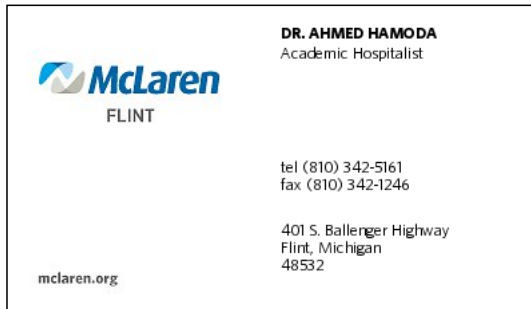 McLaren
FLINT
mclaren.org
DR. AHMED HAMODA
Academic Hospitalist
tel (810) 342-5161
fax (810) 342-1246
401 S. Ballenger Highway
Flint, Michigan
48532